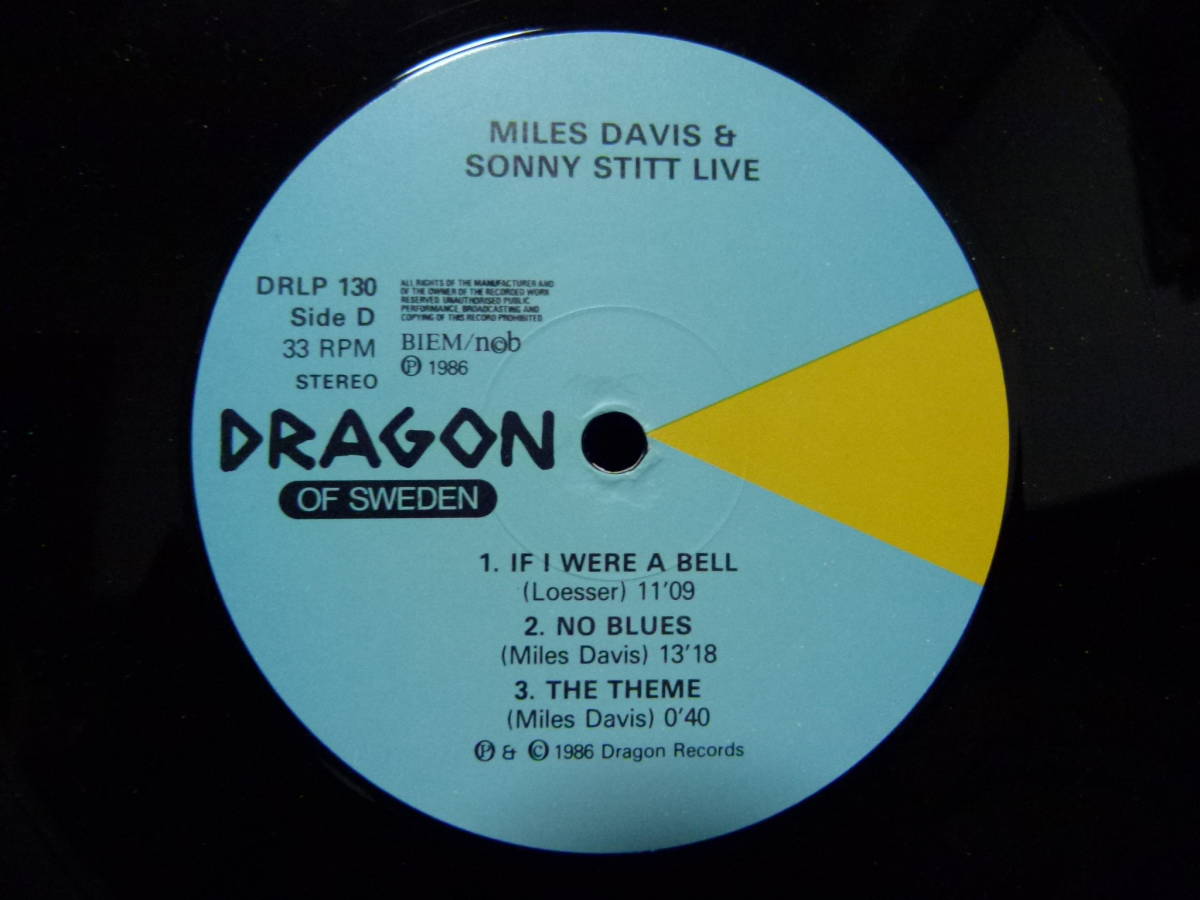 MILES DAVIS &
SONNY STITT LIVE
DRLP 130
Side D
33 RPM
STEREO
ALL RIGHTS OF THE MANUFACTURER AND
OF THE OWNER OF THE RECORDED WORK
RESERVED. UNAUTHORISED PUBLIC
PERFORMANCE, BROADCASTING AND
COPYING OF THIS RECORD PROHIBITED
BIEM/n©b
Ⓟ 1986
DRAGON
OF SWEDEN
1. IF I WERE A BELL
(Loesser) 11'09
2. NO BLUES
(Miles Davis) 13'18
3. THE THEME
(Miles Davis) 0'40
Ⓟ & © 1986 Dragon Records